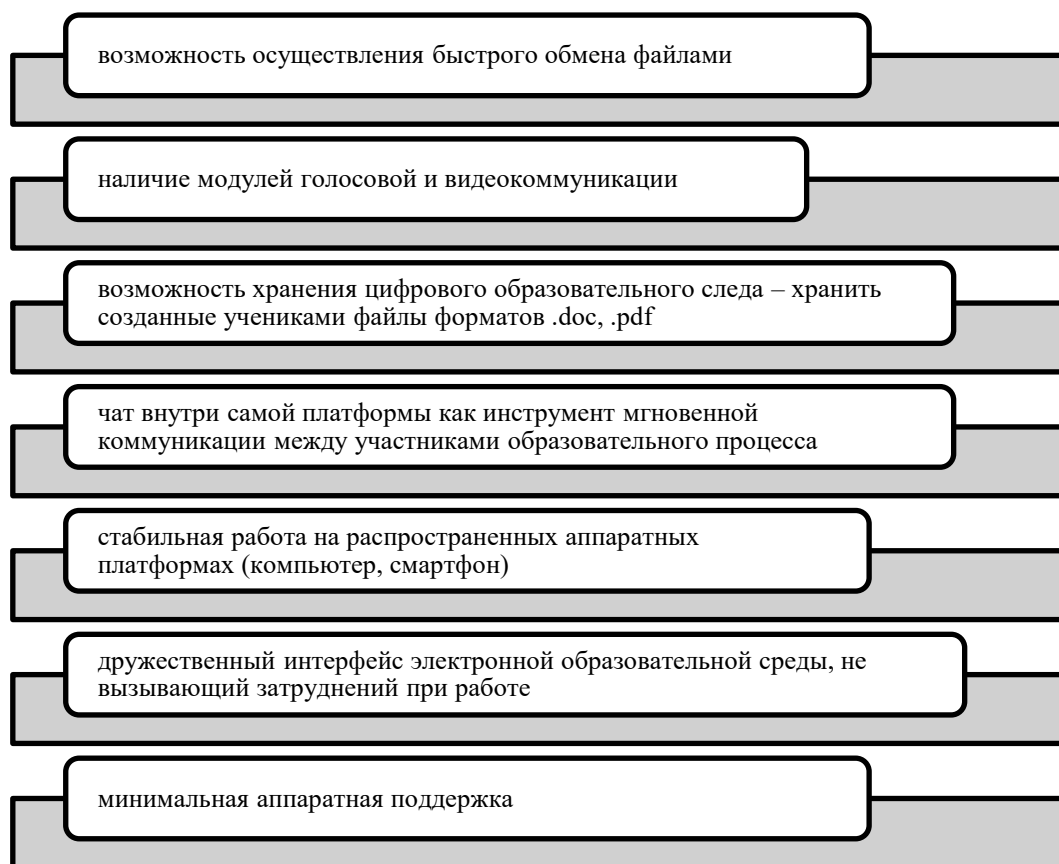 возможность осуществления быстрого обмена файлами
наличие модулей голосовой и видеокоммуникации
возможность хранения цифрового образовательного следа – хранить
созданные учениками файлы форматов .doc, .pdf
чат внутри самой платформы как инструмент мгновенной
коммуникации между участниками образовательного процесса
стабильная работа на распространенных аппаратных
платформах (компьютер, смартфон)
дружественный интерфейс электронной образовательной среды, не
вызывающий затруднений при работе
минимальная аппаратная поддержка